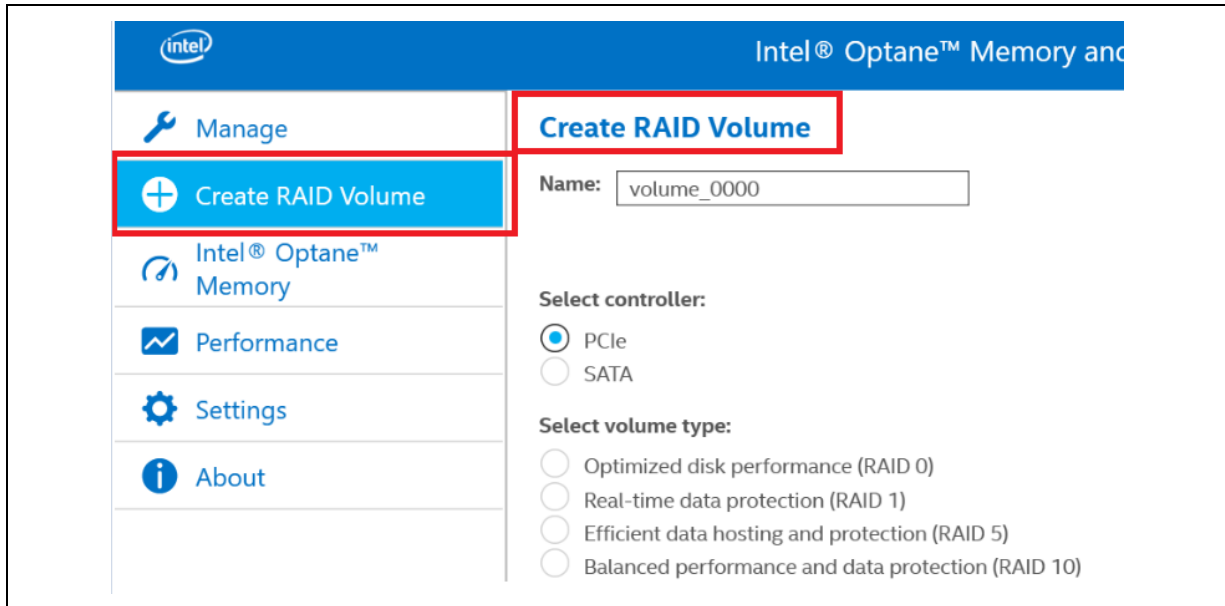 intel
Intel® Optane™ Memory and
Manage
Create RAID Volume
Intel® Optane™
Memory
Performance
Settings
About
Create RAID Volume
Name: volume_0000
Select controller:
PCIe
SATA
Select volume type:
Optimized disk performance (RAID 0)
Real-time data protection (RAID 1)
Efficient data hosting and protection (RAID 5)
Balanced performance and data protection (RAID 10)